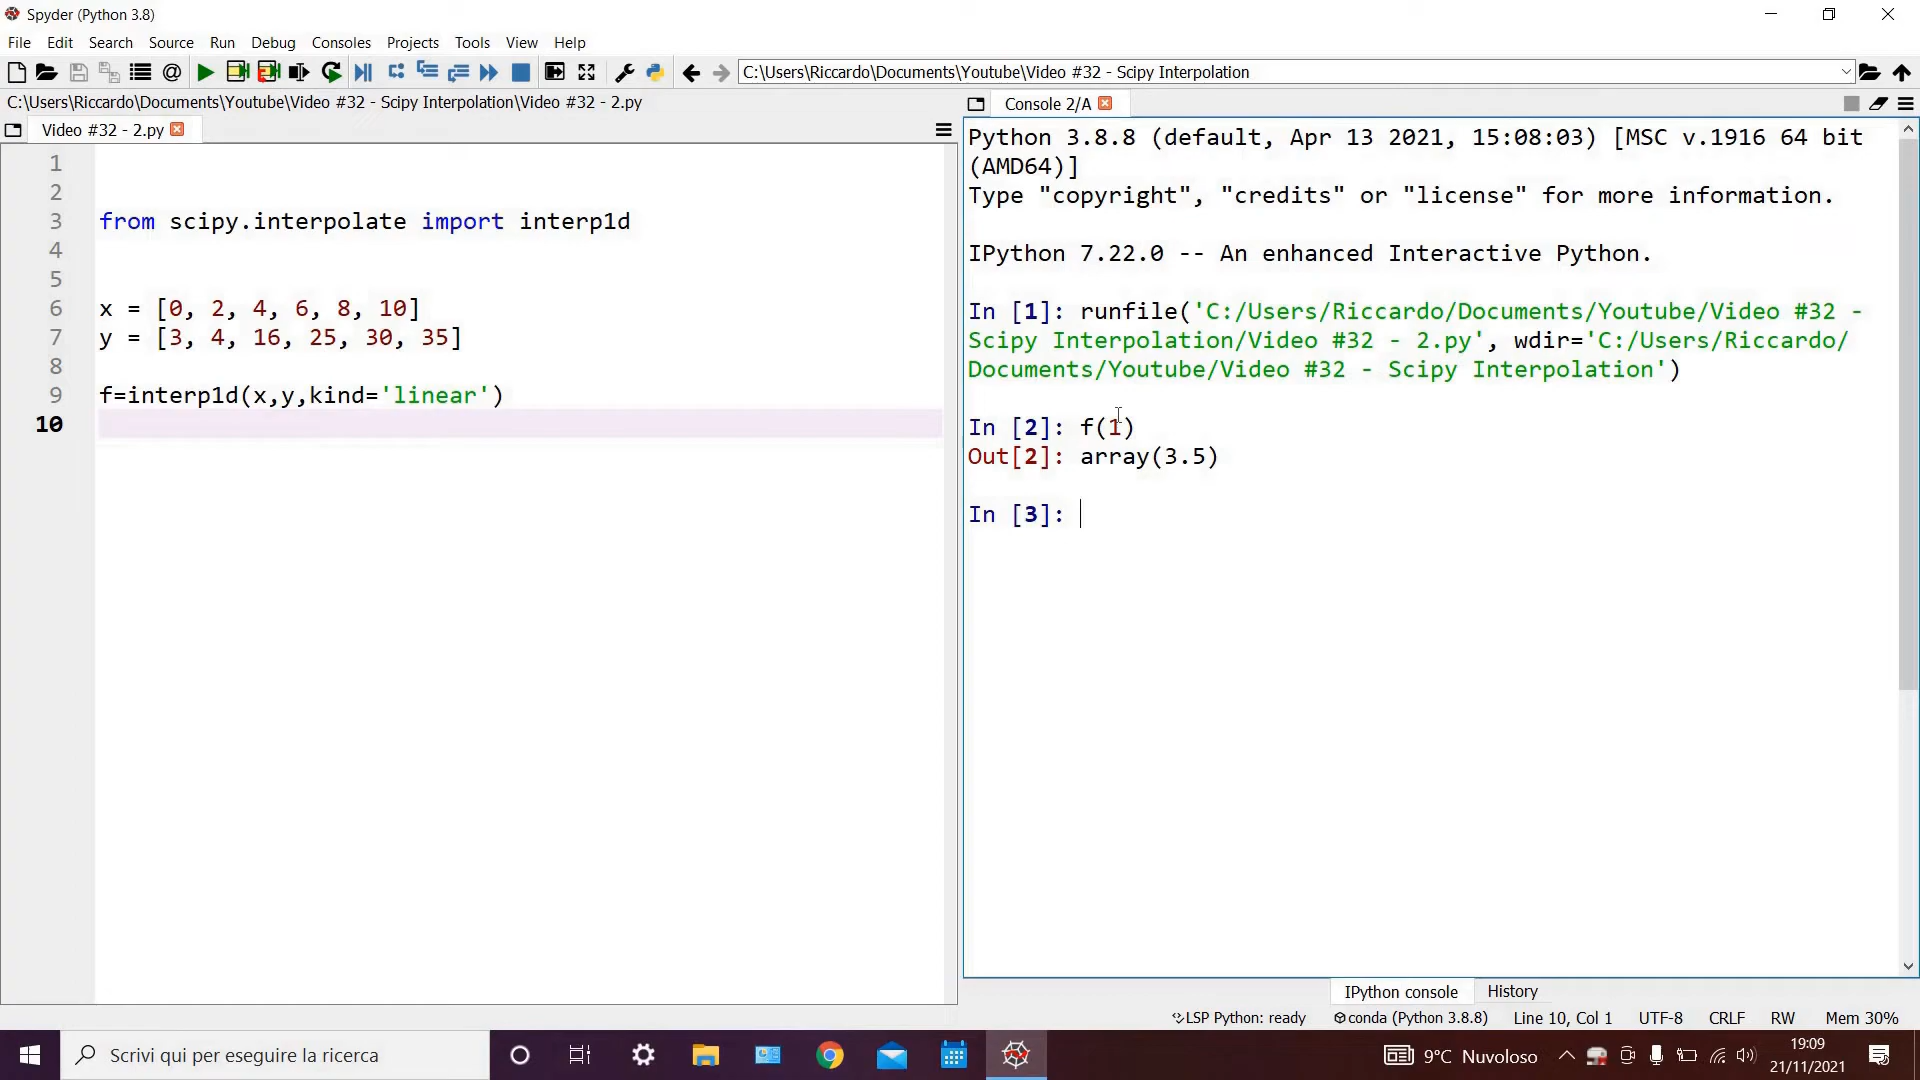 Spyder (Python 3.8)
File Edit Search Source Run Debug Consoles Projects Tools View Help
C:\Users\Riccardo\Documents\Youtube\Video #32 - Scipy Interpolation
C:\Users\Riccardo\Documents\Youtube\Video #32 - Scipy Interpolation\Video #32 - 2.py
Video #32 - 2.py
1
2
3 from scipy.interpolate import interp1d
4
5
6 x = [0, 2, 4, 6, 8, 10]
7 y = [3, 4, 16, 25, 30, 35]
8
9 f=interp1d(x,y,kind='linear')
10
Console 2/A
Python 3.8.8 (default, Apr 13 2021, 15:08:03) [MSC v.1916 64 bit
(AMD64)]
Type "copyright", "credits" or "license" for more information.
IPython 7.22.0 -- An enhanced Interactive Python.
In [1]: runfile('C:/Users/Riccardo/Documents/Youtube/Video #32 -
Scipy Interpolation/Video #32 - 2.py', wdir='C:/Users/Riccardo/
Documents/Youtube/Video #32 - Scipy Interpolation')
In [2]: f(1)
Out[2]: array(3.5)
In [3]:
IPython console History
LSP Python: ready conda (Python 3.8.8) Line 10, Col 1 UTF-8 CRLF RW Mem 30%
Scrivi qui per eseguire la ricerca
9°C Nuvoloso
19:09
21/11/2021